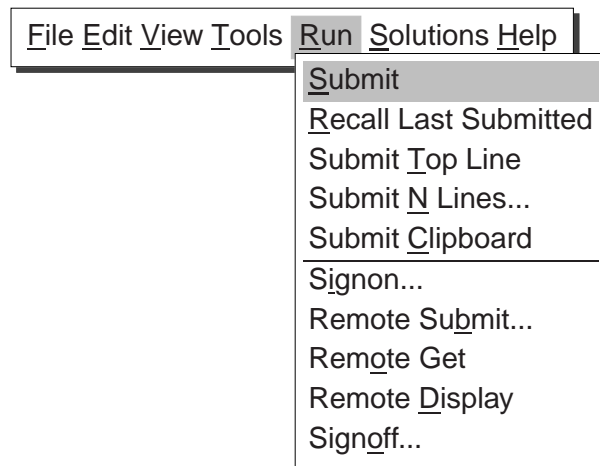 File Edit View Tools Run Solutions Help
Submit
Recall Last Submitted
Submit Top Line
Submit N Lines...
Submit Clipboard
Signon...
Remote Submit...
Remote Get
Remote Display
Signoff...